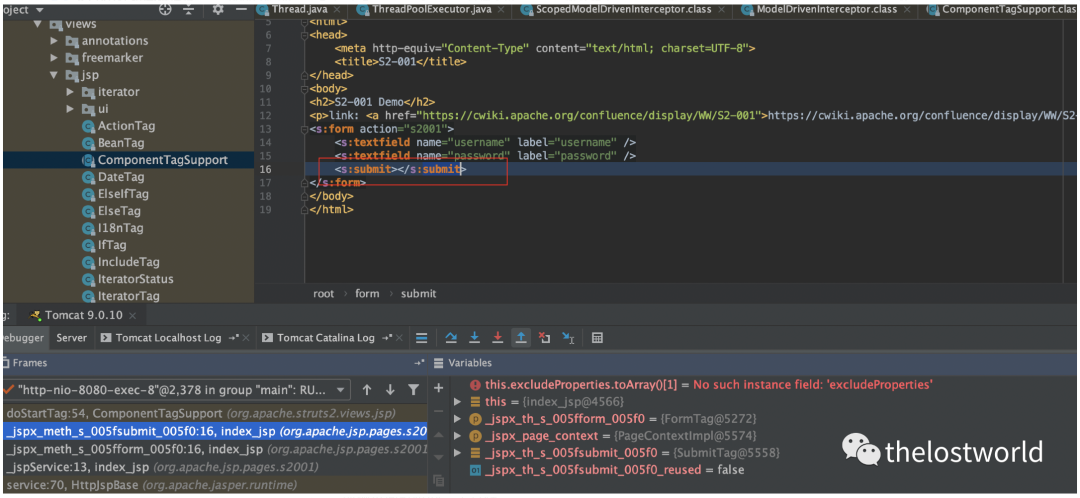 oject
Thread.java
ThreadPoolExecutor.java
ScopedModelDrivenInterceptor.class
ModelDrivenInterceptor.class
ComponentTagSupport.clas
views
annotations
freemarker
jsp
iterator
ui
ActionTag
BeanTag
ComponentTagSupport
DateTag
ElseIfTag
ElseTag
I18nTag
IfTag
IncludeTag
IteratorStatus
IteratorTag
5 <html>
6 <head>
7 <meta http-equiv="Content-Type" content="text/html; charset=UTF-8">
8 <title>S2-001</title>
9 </head>
10 <body>
11 <h2>S2-001 Demo</h2>
12 <p>link: <a href="https://cwiki.apache.org/confluence/display/WW/S2-001">https://cwiki.apache.org/confluence/display/WW/S2
13 <s:form action="s2001">
14 <s:textfield name="username" label="username" />
15 <s:textfield name="password" label="password" />
16 <s:submit></s:submit>
17 </s:form>
18 </body>
19 </html>
root › form › submit
g: Tomcat 9.0.10 ×
ebugger Server Tomcat Localhost Log Tomcat Catalina Log
Frames
Variables
"http-nio-8080-exec-8"@2,378 in group "main": RU...
doStartTag:54, ComponentTagSupport (org.apache.struts2.views.jsp)
_jspx_meth_s_005fsubmit_005f0:16, index_jsp (org.apache.jsp.pages.s20
_jspx_meth_s_005fform_005f0:16, index_jsp (org.apache.jsp.pages.s2001
_jspService:13, index_jsp (org.apache.jsp.pages.s2001)
service:70, HttpJspBase (org.apache.jasper.runtime)
this.excludeProperties.toArray()[1] = No such instance field: 'excludeProperties'
this = {index_jsp@4566}
_jspx_th_s_005fform_005f0 = {FormTag@5272}
_jspx_page_context = {PageContextImpl@5574}
_jspx_th_s_005fsubmit_005f0 = {SubmitTag@5558}
_jspx_th_s_005fsubmit_005f0_reused = false
thelostworld